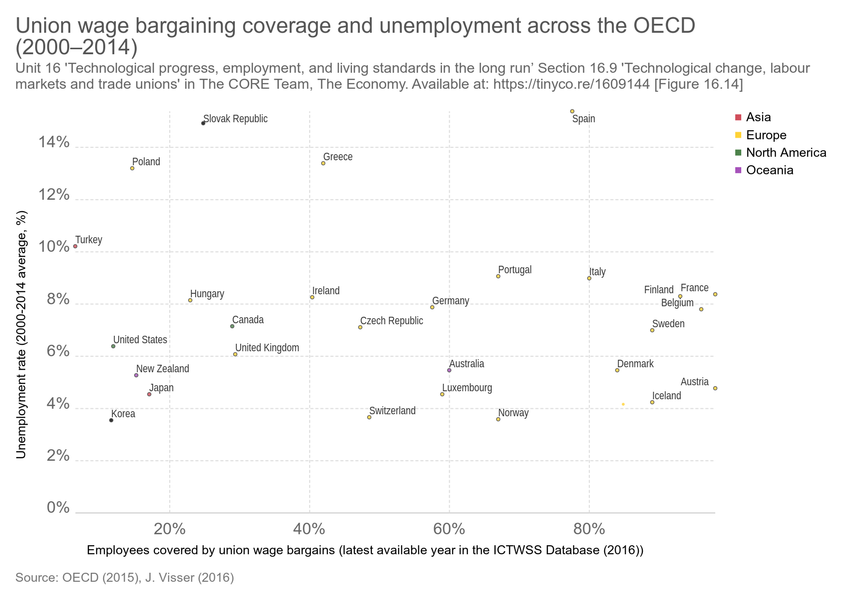 Union wage bargaining coverage and unemployment across the OECD
(2000–2014)
Unit 16 'Technological progress, employment, and living standards in the long run’ Section 16.9 'Technological change, labour
markets and trade unions' in The CORE Team, The Economy. Available at: https://tinyco.re/1609144 [Figure 16.14]
Slovak Republic
Spain
Asia
Europe
North America
Oceania
14%
Poland
Greece
12%
Turkey
10%
Portugal
Italy
Hungary
Ireland
Finland
France
8%
Germany
Belgium
Canada
Czech Republic
Sweden
United States
United Kingdom
6%
New Zealand
Australia
Denmark
Japan
Luxembourg
Austria
Iceland
4%
Korea
Switzerland
Norway
2%
0%
20%
40%
60%
80%
Unemployment rate (2000-2014 average, %)
Employees covered by union wage bargains (latest available year in the ICTWSS Database (2016))
Source: OECD (2015), J. Visser (2016)